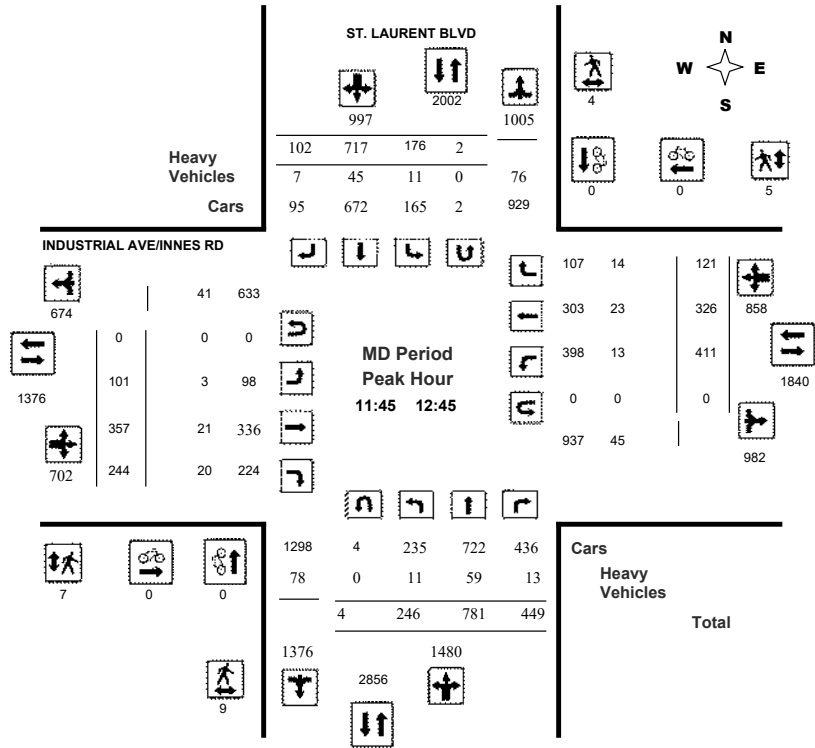 ST. LAURENT BLVD
N
W E
S
2002
4
997 1005
102 717 176 2
Heavy
Vehicles
7 45 11 0 76
0 0 5
Cars 95 672 165 2 929
INDUSTRIAL AVE/INNES RD
107 14 121
674 41 633
303 23 326 858
0 0 0
MD Period
398 13 411
1376 101 3 98
Peak Hour
1840
11:45 12:45
0 0 0
357 21 336
937 45
702 244 20 224
982
1298 4 235 722 436 Cars
78 0 11 59 13 Heavy
Vehicles
7 0 0
4 246 781 449 Total
1376 1480
2856
9